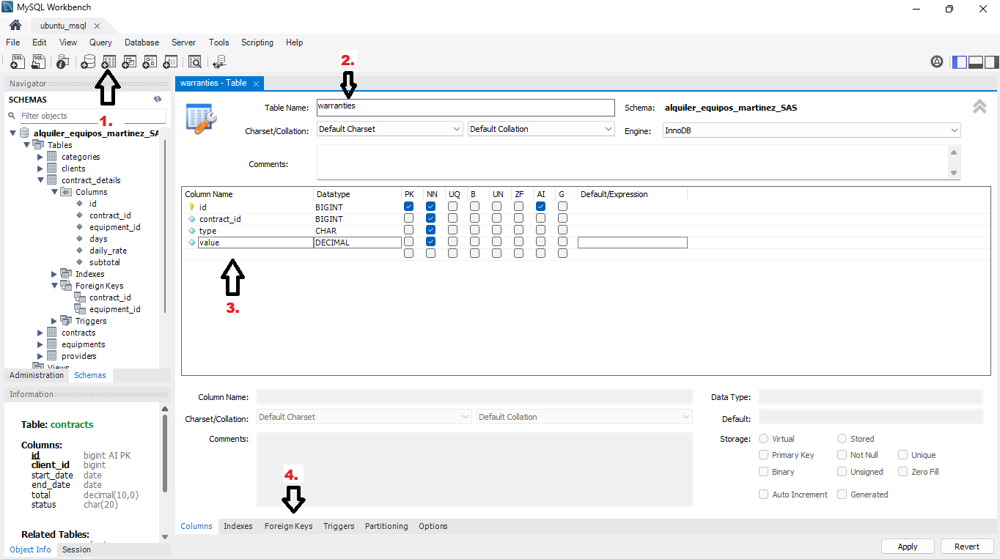 MySQL Workbench
ubuntu_msql
File Edit View Query Database Server Tools Scripting Help
SQL SQL
1.
2.
Navigator
SCHEMAS
Filter objects
alquiler_equipos_martinez_SA
Tables
categories
clients
contract_details
Columns
id
contract_id
equipment_id
days
daily_rate
subtotal
Indexes
Foreign Keys
contract_id
equipment_id
Triggers
contracts
equipments
providers
Views
Administration Schemas
Information
Table: contracts
Columns:
id bigint AI PK
client_id bigint
start_date date
end_date date
total decimal(10,0)
status char(20)
Related Tables:
Object Info Session
warranties - Table
Table Name: warranties Schema: alquiler_equipos_martinez_SAS
Charset/Collation: Default Charset Default Collation Engine: InnoDB
Comments:
Column Name Datatype PK NN UQ B UN ZF AI G Default/Expression
id BIGINT
contract_id BIGINT
type CHAR
value DECIMAL
3.
Column Name: Data Type:
Charset/Collation: Default Charset Default Collation Default:
Comments: Storage: Virtual Stored
Primary Key Not Null Unique
Binary Unsigned Zero Fill
Auto Increment Generated
4.
Columns Indexes Foreign Keys Triggers Partitioning Options
Apply Revert